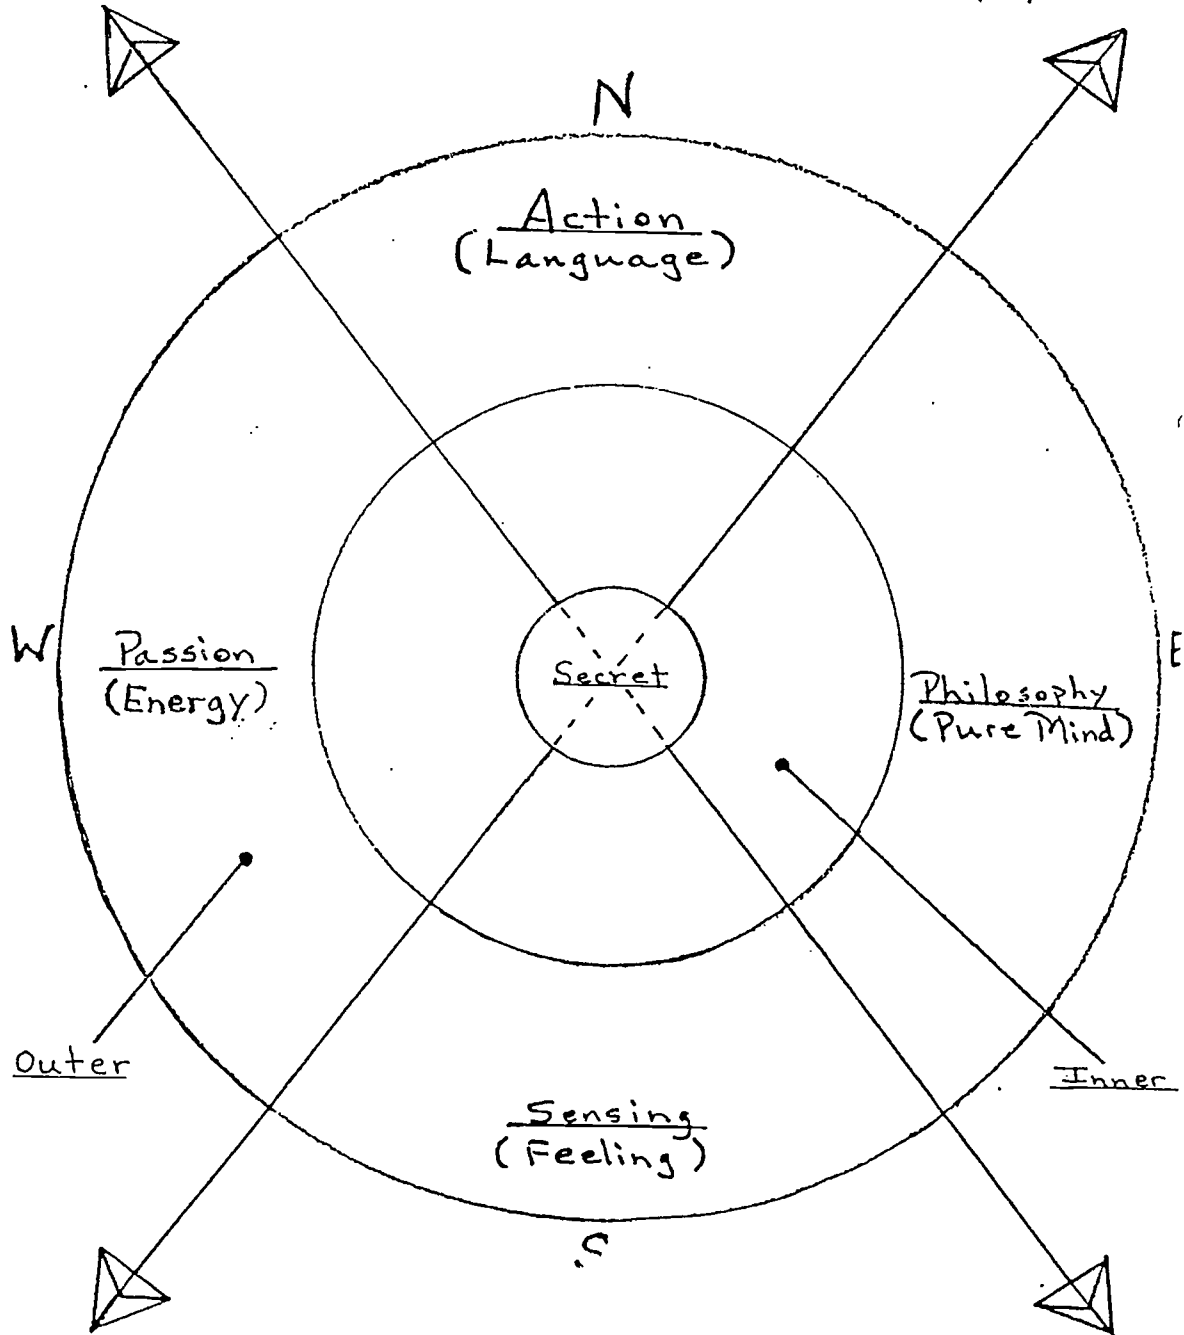 N
Action
(Language)
W
Passion
(Energy)
Secret
E
Philosophy
(Pure Mind)
Outer
Inner
Sensing
(Feeling)
S